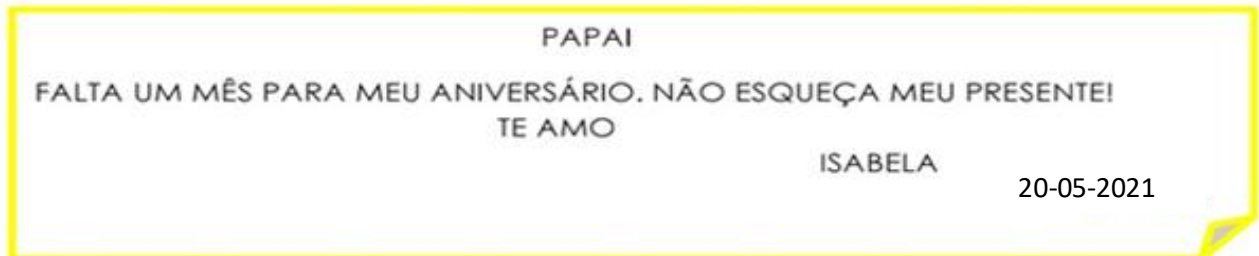 PAPAI
FALTA UM MÊS PARA MEU ANIVERSÁRIO. NÃO ESQUEÇA MEU PRESENTE!
TE AMO
ISABELA
20-05-2021